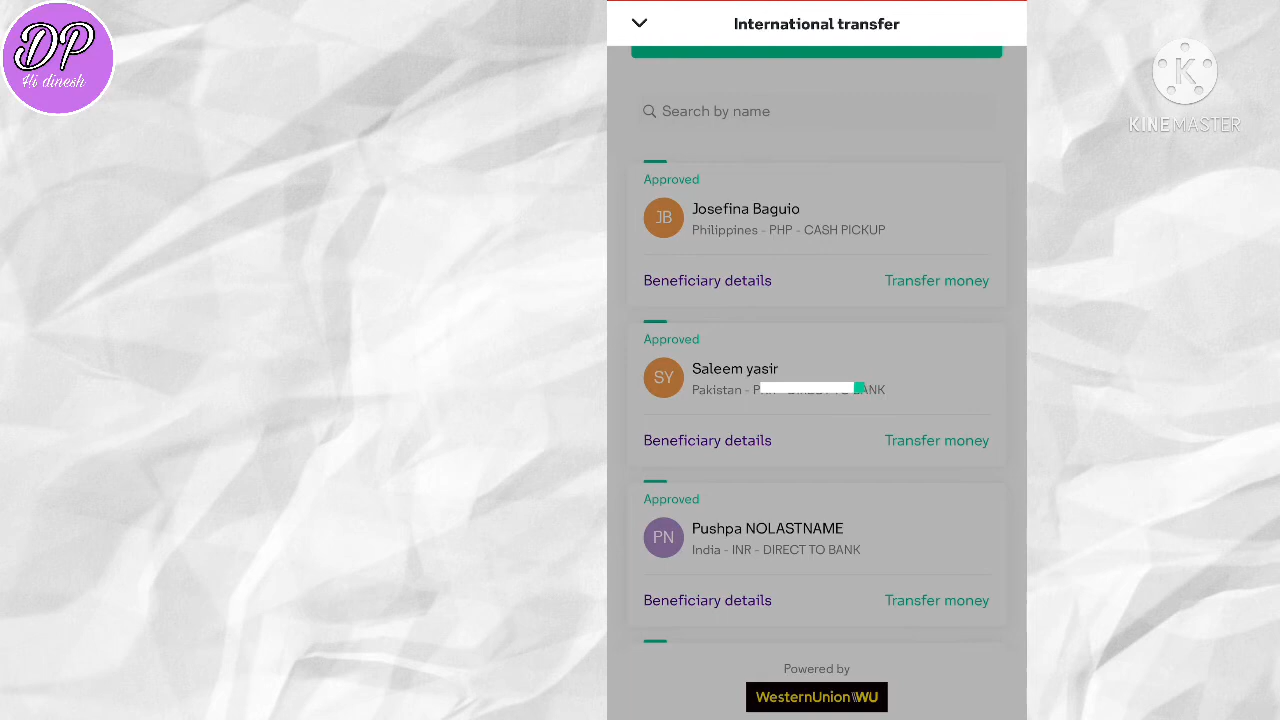 DP
Hi dinesh
International transfer
K
KINEMASTER
Search by name
Approved
JB
Josefina Baguio
Philippines - PHP - CASH PICKUP
Beneficiary details
Transfer money
Approved
SY
Saleem yasir
Pakistan -
Beneficiary details
Transfer money
Approved
PN
Pushpa NOLASTNAME
India - INR - DIRECT TO BANK
Beneficiary details
Transfer money
Powered by
WesternUnion WU